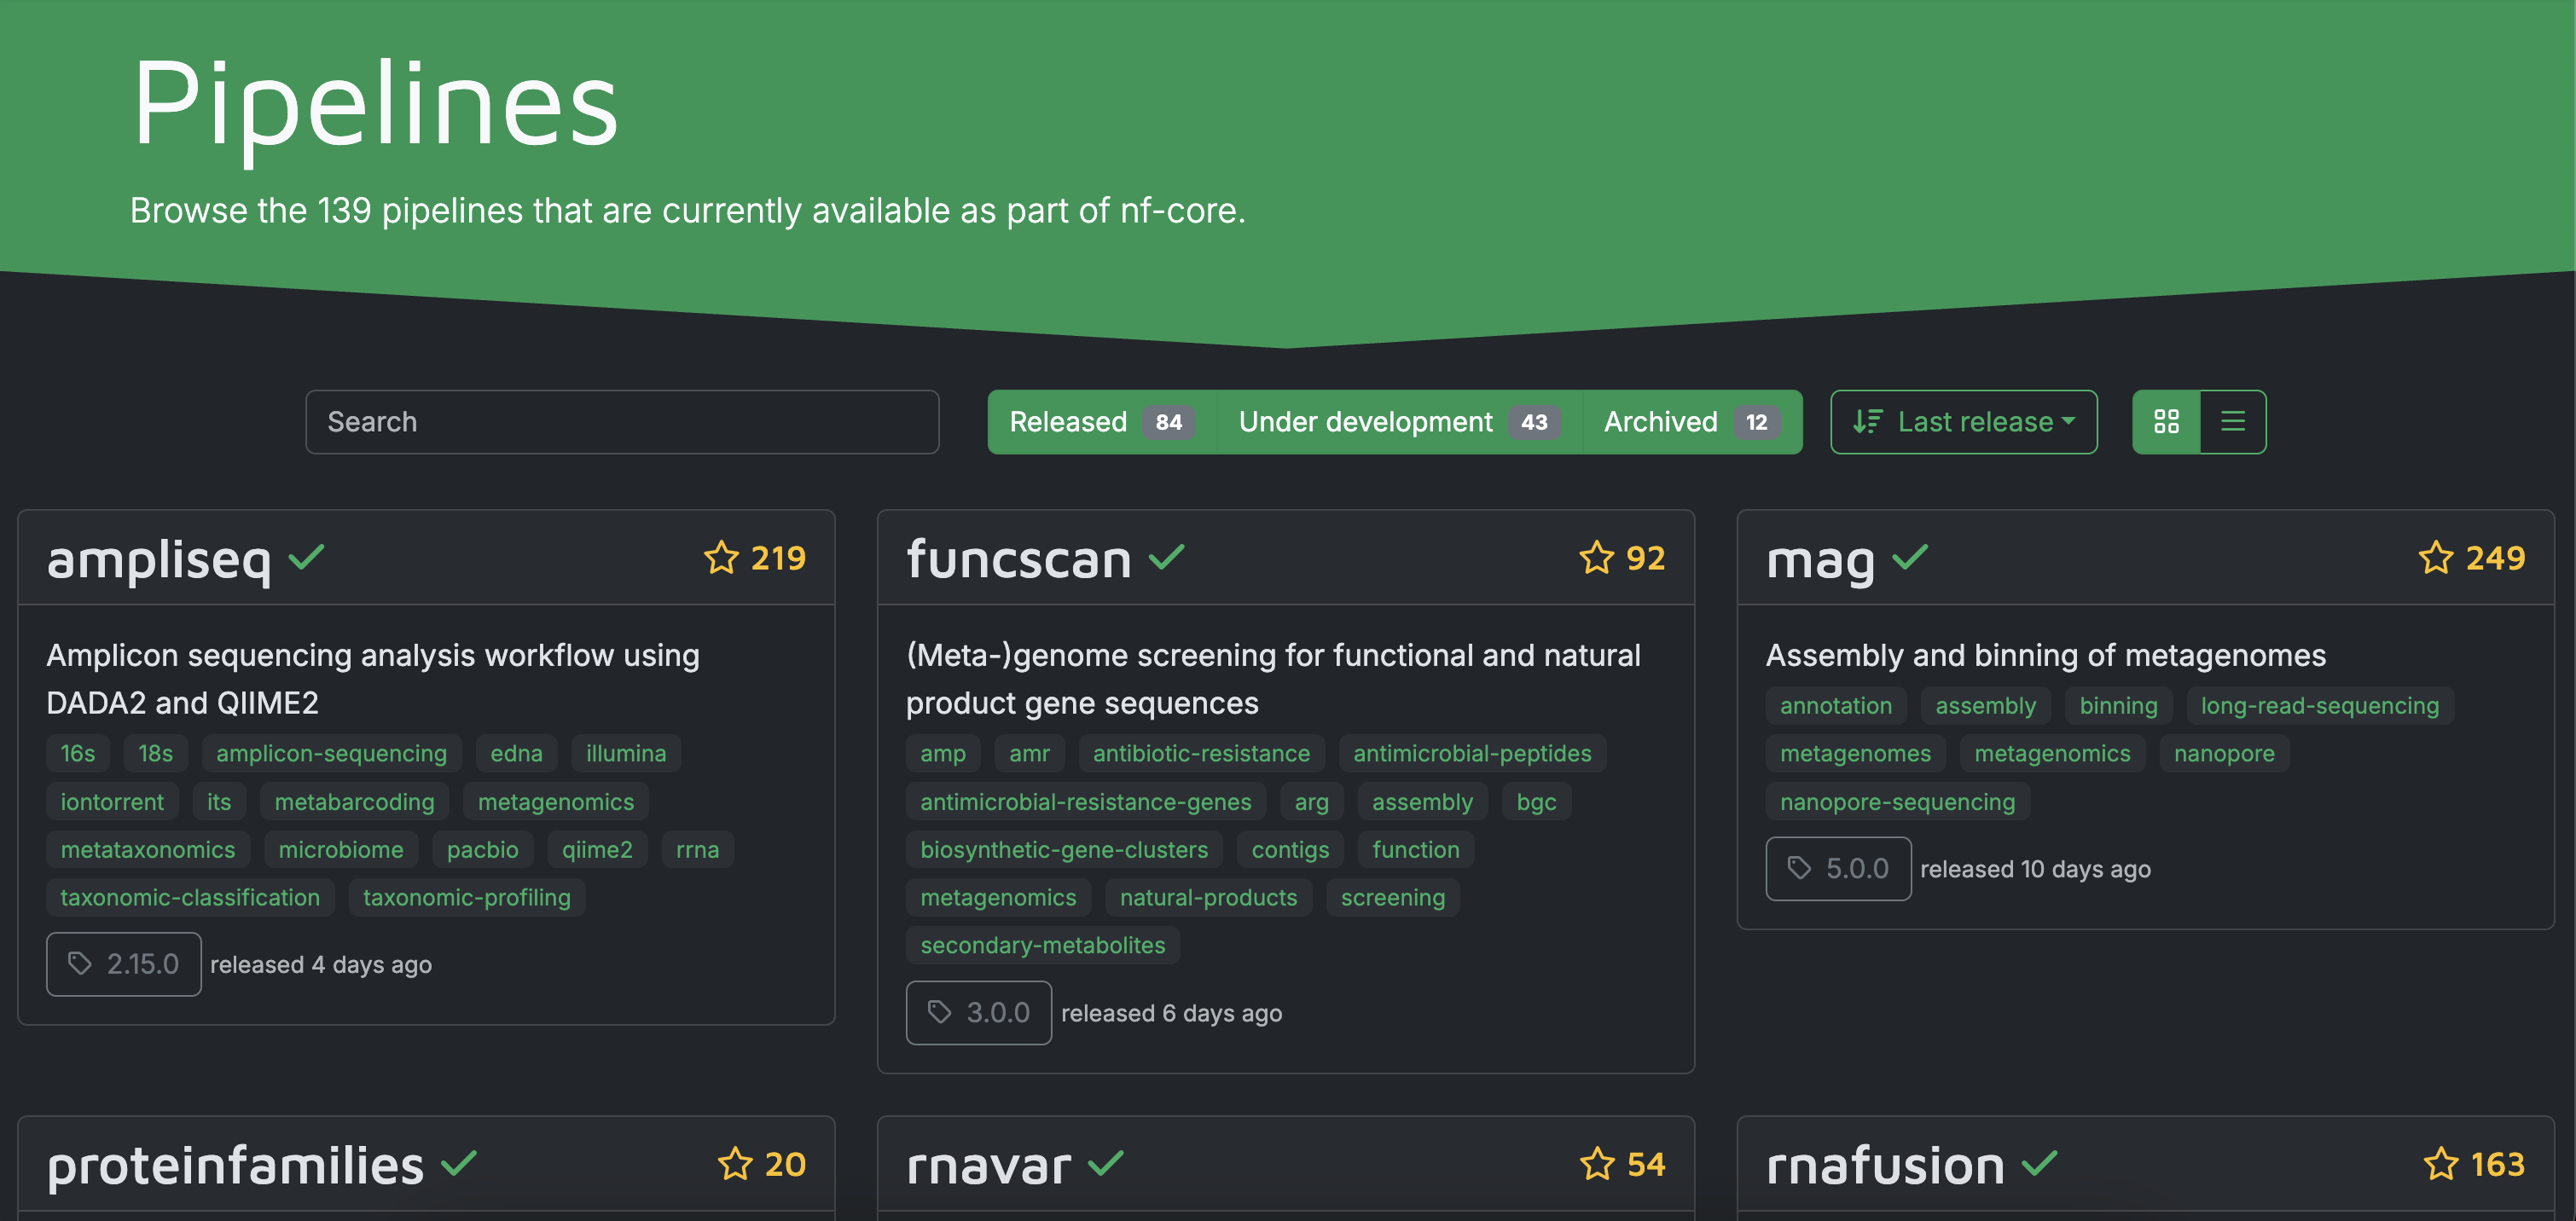 Pipelines
Browse the 139 pipelines that are currently available as part of nf-core.
Search
Released 84 Under development 43 Archived 12
Last release
ampliseq 219
Amplicon sequencing analysis workflow using
DADA2 and QIIME2
16s 18s amplicon-sequencing edna illumina
iontorrent its metabarcoding metagenomics
metataxonomics microbiome pacbio qiime2 rrna
taxonomic-classification taxonomic-profiling
2.15.0 released 4 days ago
funcscan 92
(Meta-)genome screening for functional and natural
product gene sequences
amp amr antibiotic-resistance antimicrobial-peptides
antimicrobial-resistance-genes arg assembly bgc
biosynthetic-gene-clusters contigs function
metagenomics natural-products screening
secondary-metabolites
3.0.0 released 6 days ago
mag 249
Assembly and binning of metagenomes
annotation assembly binning long-read-sequencing
metagenomes metagenomics nanopore
nanopore-sequencing
5.0.0 released 10 days ago
proteinfamilies 20
rnavar 54
rnafusion 163